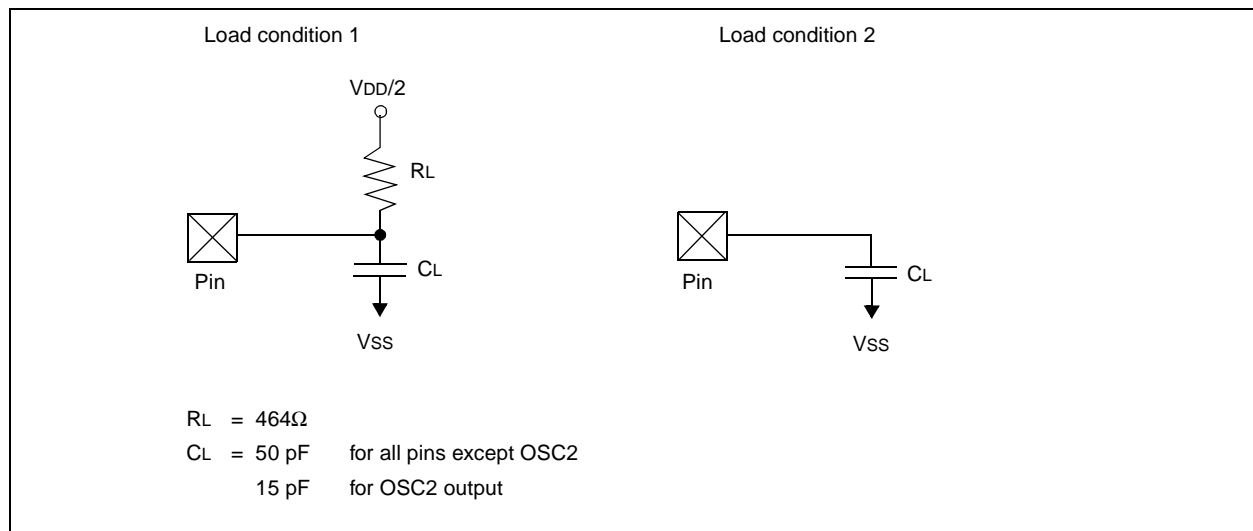 Load condition 1
Load condition 2
VDD/2
RL
Pin
CL
VSS
Pin
CL
VSS
RL = 464Ω
CL = 50 pF for all pins except OSC2
15 pF for OSC2 output